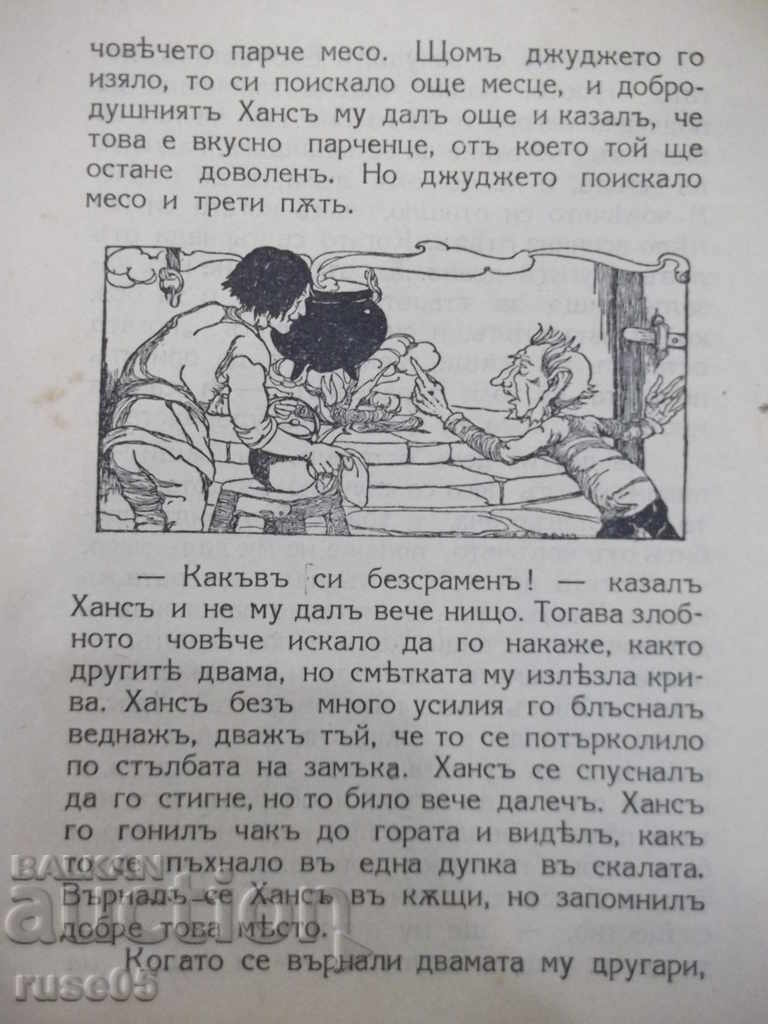 човѣчето парче месо. Щомъ джуджето го
изяло, то си поискало още месце, и добро-
душниятъ Хансъ му далъ още и казалъ, че
това е вкусно парченце, отъ което той ще
остане доволенъ. Но джуджето поискало
месо и трети пѫть.
— Какъвъ си безсраменъ! — казалъ
Хансъ и не му далъ вече нищо. Тогава злоб-
ното човѣче искало да го накаже, както
другитѣ двама, но смѣтката му излѣзла кри-
ва. Хансъ безъ много усилия го блъсналъ
веднажъ, дважъ тъй, че то се потърколило
по стълбата на замъка. Хансъ се спусналъ
да го стигне, но то било вече далечъ. Хансъ
го гонилъ чакъ до гората и видѣлъ, какъ
то се пъхнало въ една дупка въ скалата.
Върналъ се Хансъ въ кѫщи, но запомнилъ
добре това мѣсто.
Когато се върнали двамата му другари,
BALKAN
auction
ruse05